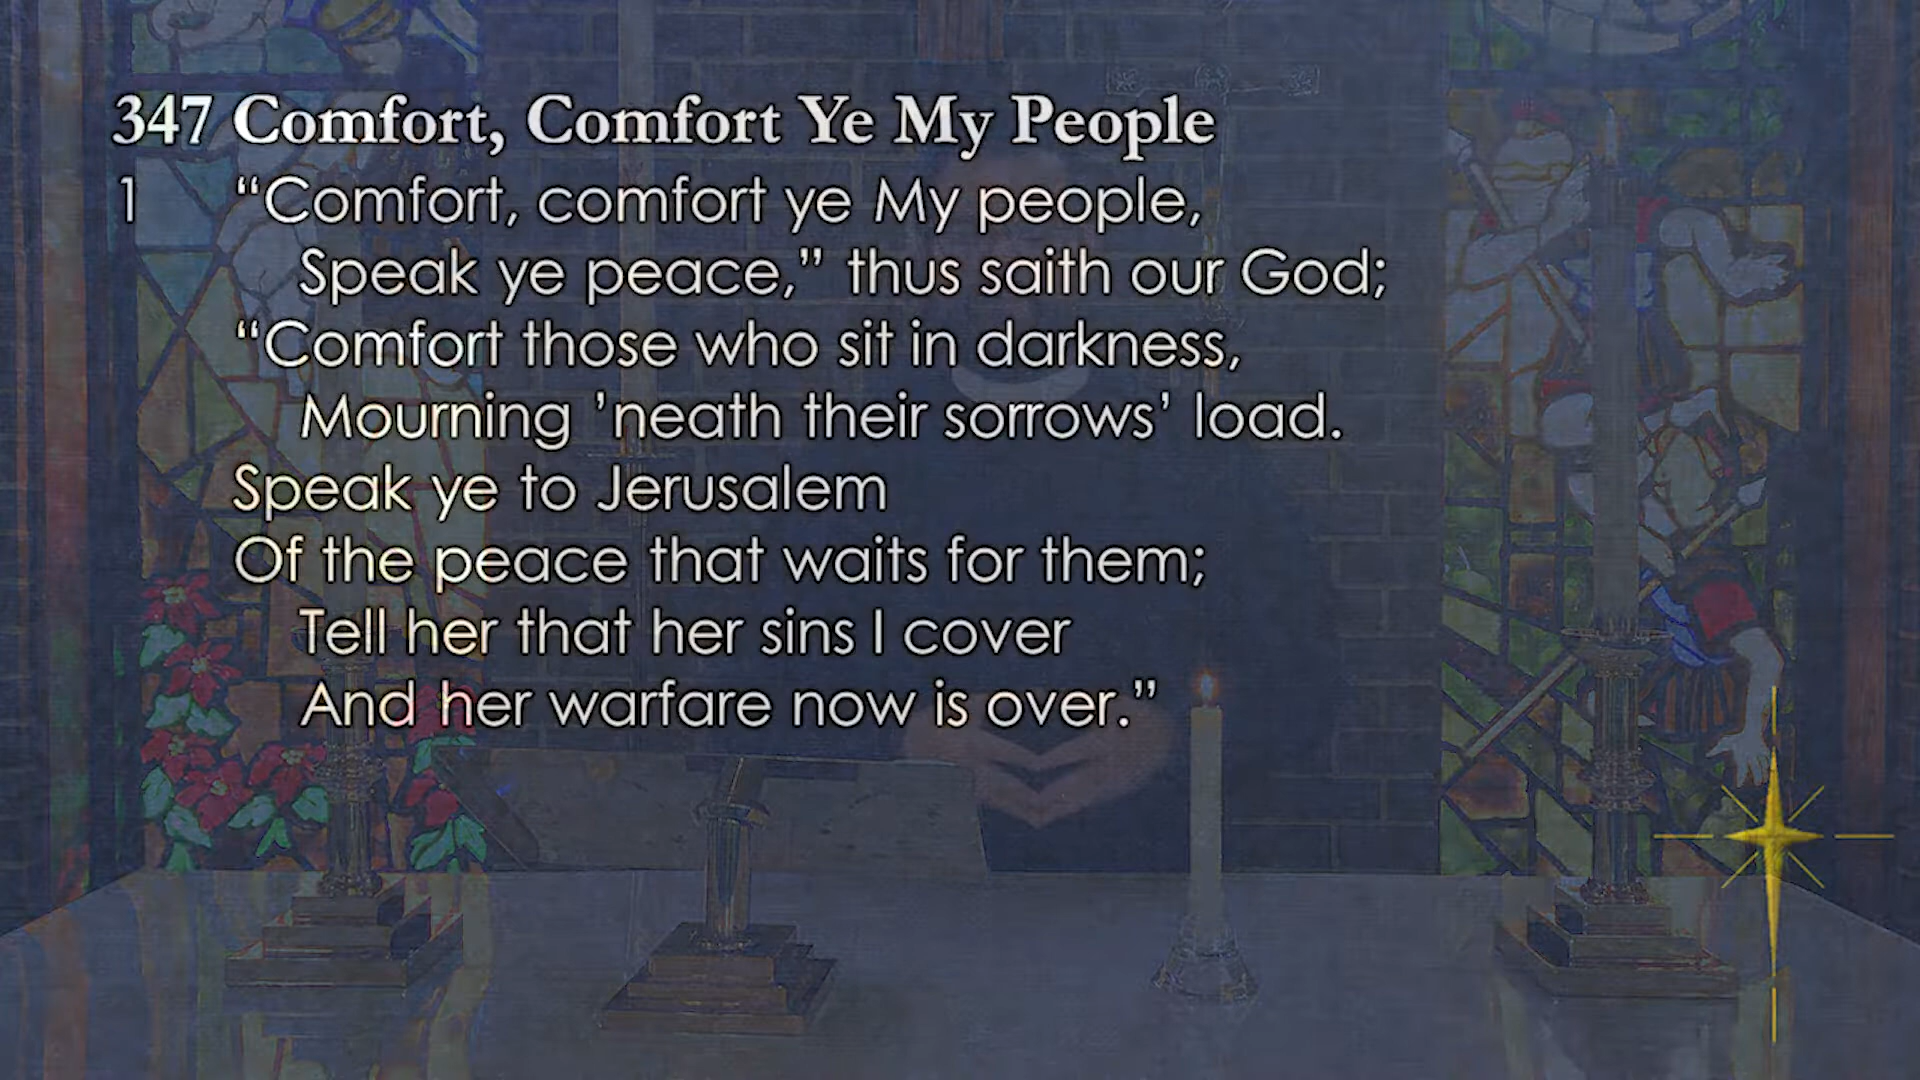 347 Comfort, Comfort Ye My People
1 “Comfort, comfort ye My people,
Speak ye peace,” thus saith our God;
“Comfort those who sit in darkness,
Mourning ’neath their sorrows’ load.
Speak ye to Jerusalem
Of the peace that waits for them;
Tell her that her sins I cover
And her warfare now is over.”